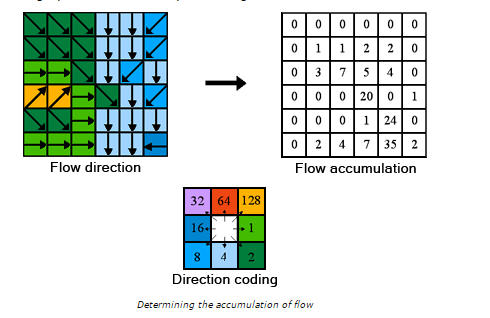 0 0 0 0 0 0
0 1 1 2 2 0
0 3 7 5 4 0
0 0 0 20 0 1
0 0 0 1 24 0
0 2 4 7 35 2
Flow direction Flow accumulation
32 64 128
16 1
8 4 2
Direction coding
Determining the accumulation of flow